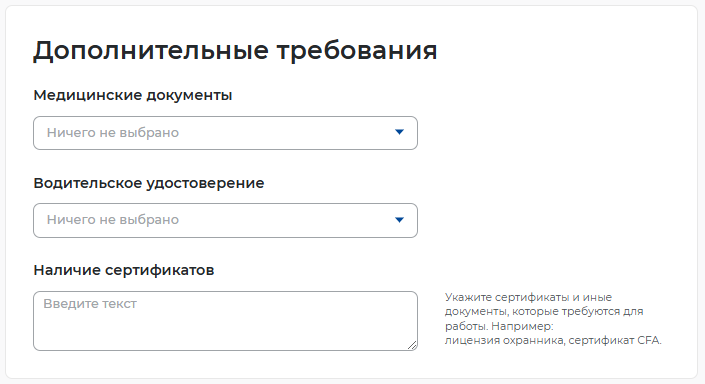 Дополнительные требования
Медицинские документы
Ничего не выбрано
Водительское удостоверение
Ничего не выбрано
Наличие сертификатов
Введите текст
Укажите сертификаты и иные
документы, которые требуются для
работы. Например:
лицензия охранника, сертификат CFA.